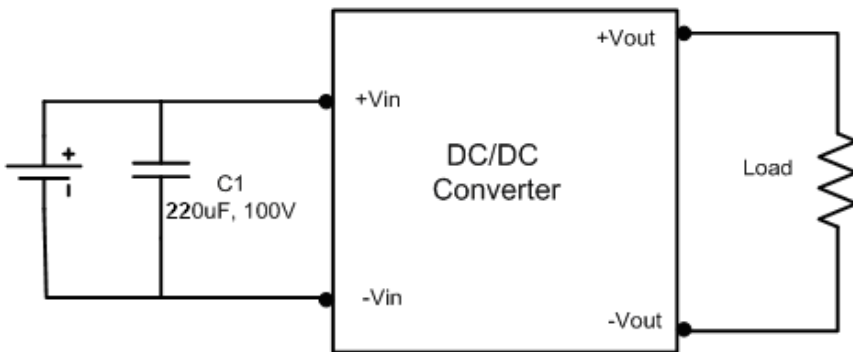 +Vout
+Vin
DC/DC
Converter
Load
+
-
C1
220uF, 100V
-Vin
-Vout